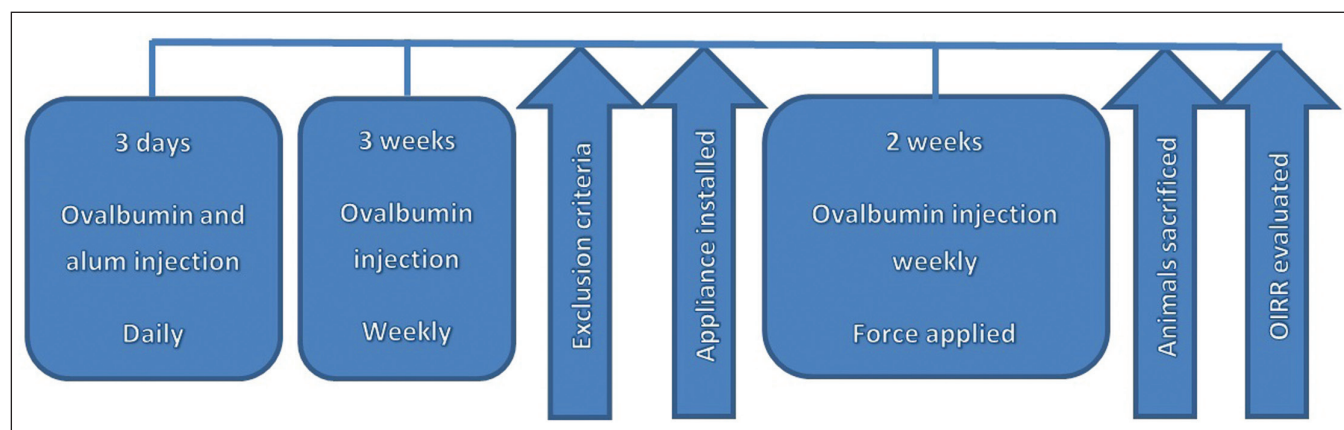 3 days
Ovalbumin and
alum injection
Daily
3 weeks
Ovalbumin
injection
Weekly
Exclusion criteria
Appliance installed
2 weeks
Ovalbumin injection
weekly
Force applied
Animals sacrificed
OIRR evaluated